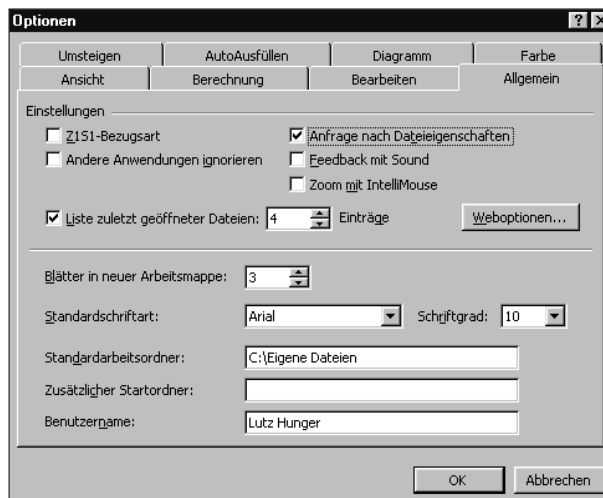 Optionen
Umsteigen AutoAusfüllen Diagramm Farbe
Ansicht Berechnung Bearbeiten Allgemein
Einstellungen
Z1S1-Bezugsart Anfrage nach Dateieigenschaften
Andere Anwendungen ignorieren Feedback mit Sound
Zoom mit IntelliMouse
Liste zuletzt geöffneter Dateien: 4 Einträge Weboptionen...
Blätter in neuer Arbeitsmappe: 3
Standardschriftart: Arial Schriftgrad: 10
Standardarbeitsordner: C:\Eigene Dateien
Zusätzlicher Startordner:
Benutzername: Lutz Hunger
OK Abbrechen